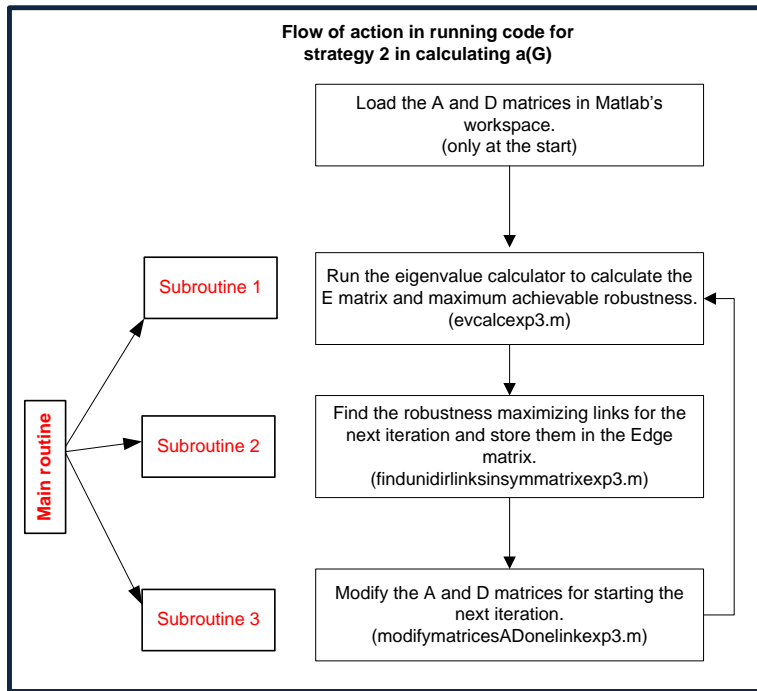 Flow of action in running code for
strategy 2 in calculating a(G)
Load the A and D matrices in Matlab's
workspace.
(only at the start)
Subroutine 1
Run the eigenvalue calculator to calculate the
E matrix and maximum achievable robustness.
(evcalcexp3.m)
Main routine
Subroutine 2
Find the robustness maximizing links for the
next iteration and store them in the Edge
matrix.
(findunidirlinksinsymmatrixexp3.m)
Subroutine 3
Modify the A and D matrices for starting the
next iteration.
(modifymatricesADonelinkexp3.m)